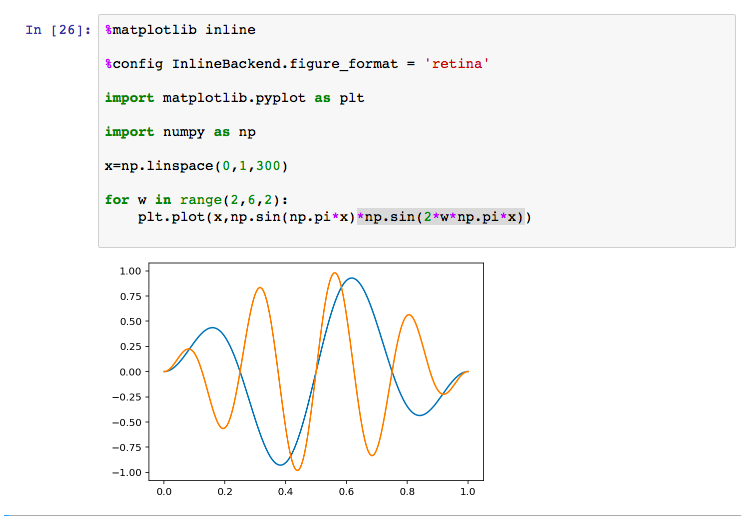 In [26]: %matplotlib inline
%config InlineBackend.figure_format = 'retina'
import matplotlib.pyplot as plt
import numpy as np
x=np.linspace(0,1,300)
for w in range(2,6,2):
    plt.plot(x,np.sin(np.pi*x)*np.sin(2*w*np.pi*x))
1.00
0.75
0.50
0.25
0.00
−0.25
−0.50
−0.75
−1.00
0.0 0.2 0.4 0.6 0.8 1.0